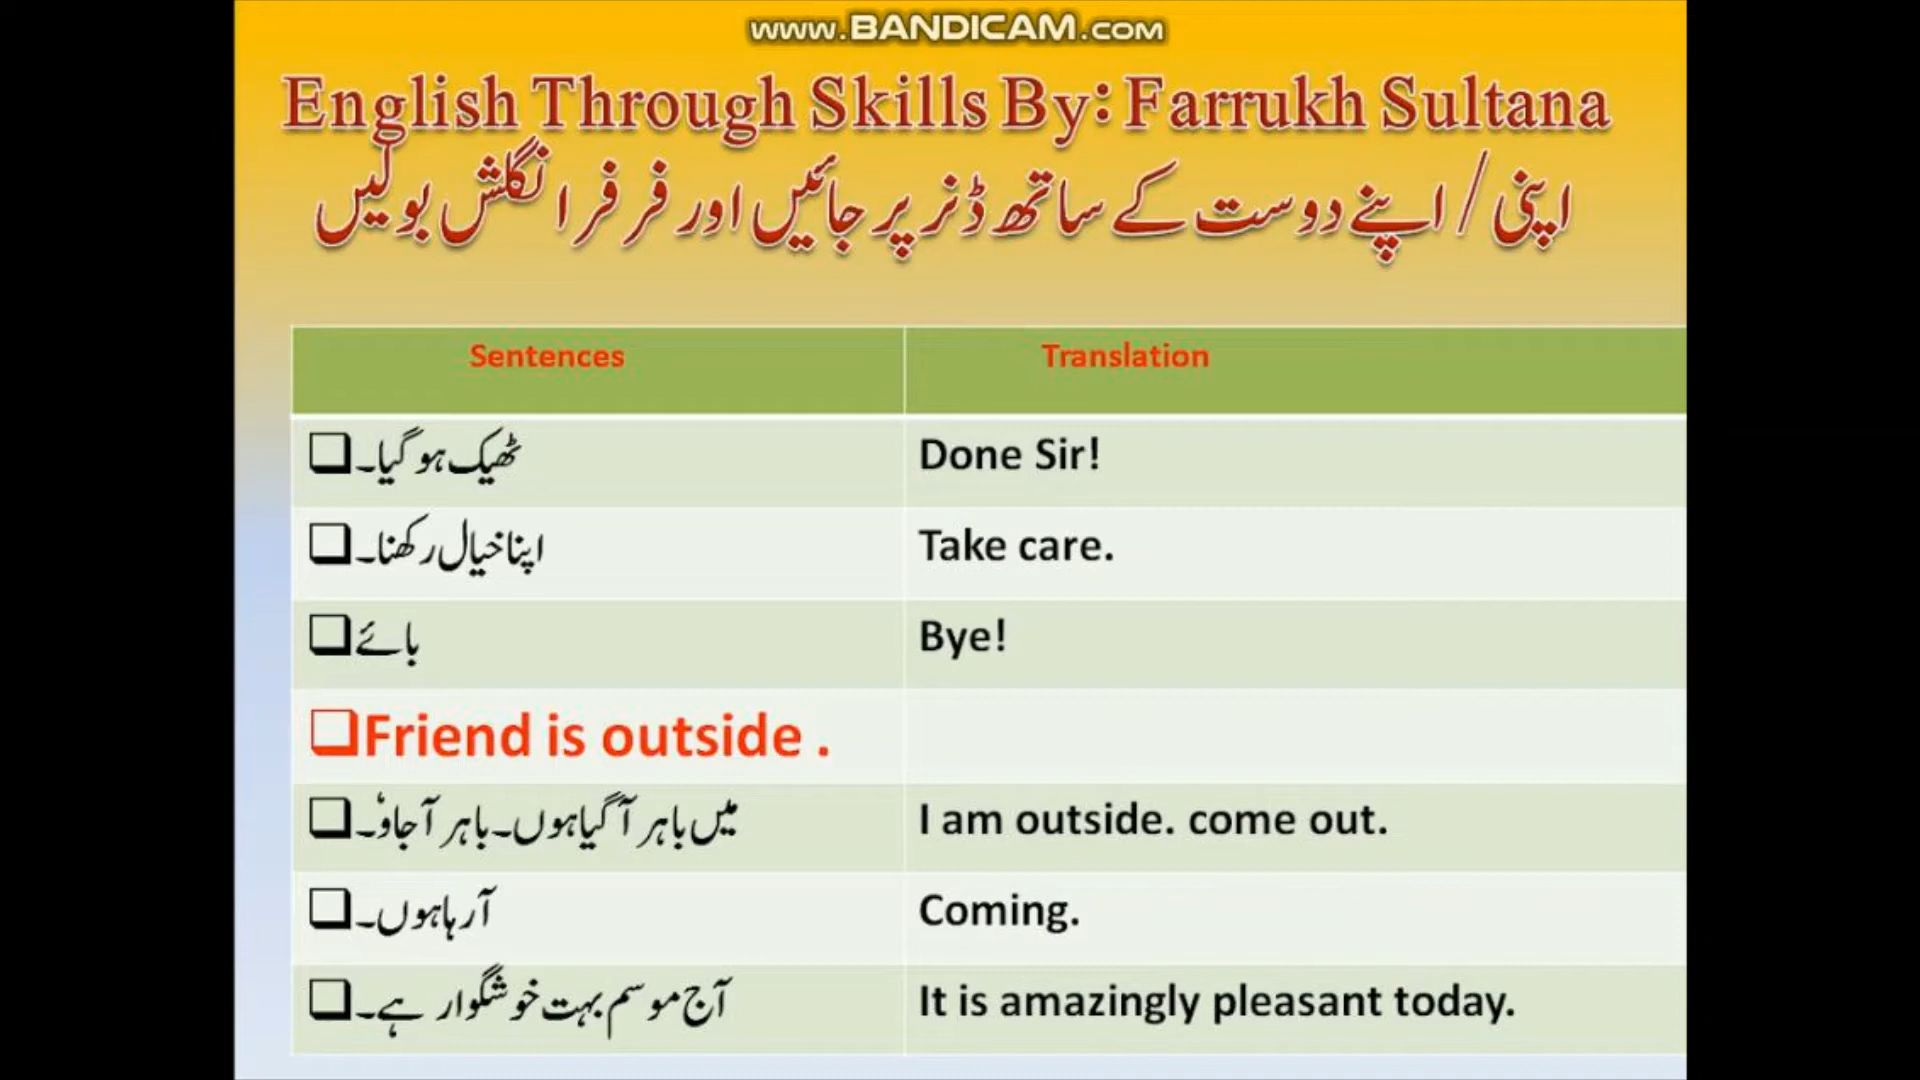 www.BANDICAM.com
English Through Skills By: Farrukh Sultana
اپنی / اپنے دوست کے ساتھ ڈنر پر جائیں اور فر فر انگلش بولیں
Sentences Translation
ٹھیک ہو گیا۔ Done Sir!
اپنا خیال رکھنا۔ Take care.
بائے Bye!
Friend is outside .
میں باہر آ گیا ہوں۔ باہر آ جاوٗ۔ I am outside. come out.
آ رہا ہوں۔ Coming.
آج موسم بہت خوشگوار ہے۔ It is amazingly pleasant today.